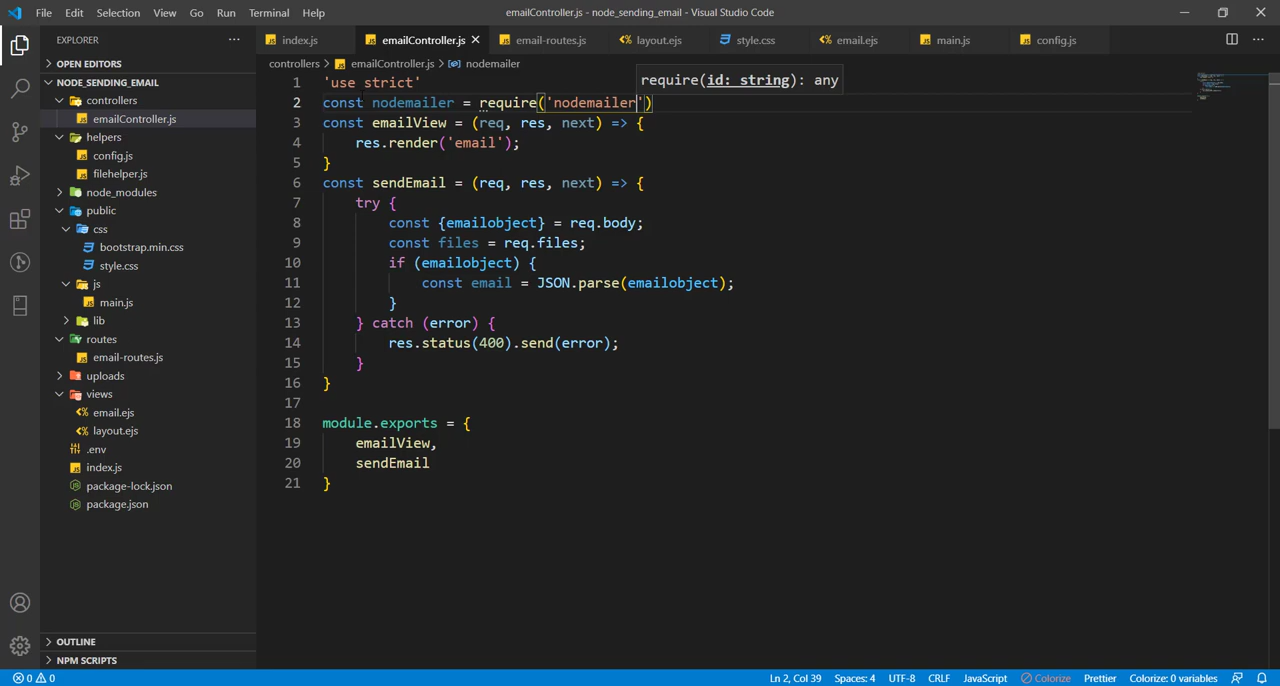 File Edit Selection View Go Run Terminal Help
emailController.js - node_sending_email - Visual Studio Code
EXPLORER
OPEN EDITORS
NODE_SENDING_EMAIL
controllers
emailController.js
helpers
config.js
filehelper.js
node_modules
public
css
bootstrap.min.css
style.css
js
main.js
lib
routes
email-routes.js
uploads
views
email.ejs
layout.ejs
.env
index.js
package-lock.json
package.json
OUTLINE
NPM SCRIPTS
index.js emailController.js email-routes.js layout.ejs style.css email.ejs main.js config.js
controllers > emailController.js > nodemailer
require(id: string): any
1 'use strict'
2 const nodemailer = require('nodemailer')
3 const emailView = (req, res, next) => {
4 res.render('email');
5 }
6 const sendEmail = (req, res, next) => {
7 try {
8 const {emailobject} = req.body;
9 const files = req.files;
10 if (emailobject) {
11 const email = JSON.parse(emailobject);
12 }
13 } catch (error) {
14 res.status(400).send(error);
15 }
16 }
17
18 module.exports = {
19 emailView,
20 sendEmail
21 }
0 0 Ln 2, Col 39 Spaces: 4 UTF-8 CRLF JavaScript Colorize Prettier Colorize: 0 variables